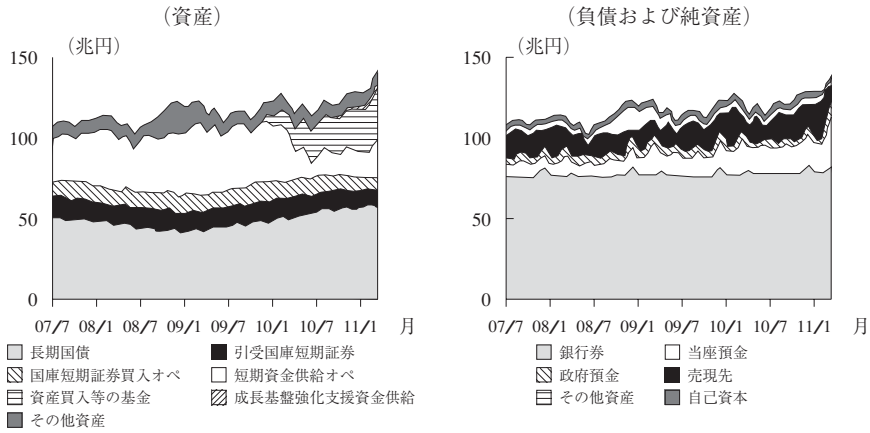 （資産）
（兆円）
150
100
50
0
07/7 08/1 08/7 09/1 09/7 10/1 10/7 11/1 月
長期国債 引受国庫短期証券
国庫短期証券買入オペ 短期資金供給オペ
資産買入等の基金 成長基盤強化支援資金供給
その他資産
（負債および純資産）
（兆円）
150
100
50
0
07/7 08/1 08/7 09/1 09/7 10/1 10/7 11/1 月
銀行券 当座預金
政府預金 売現先
その他資産 自己資本